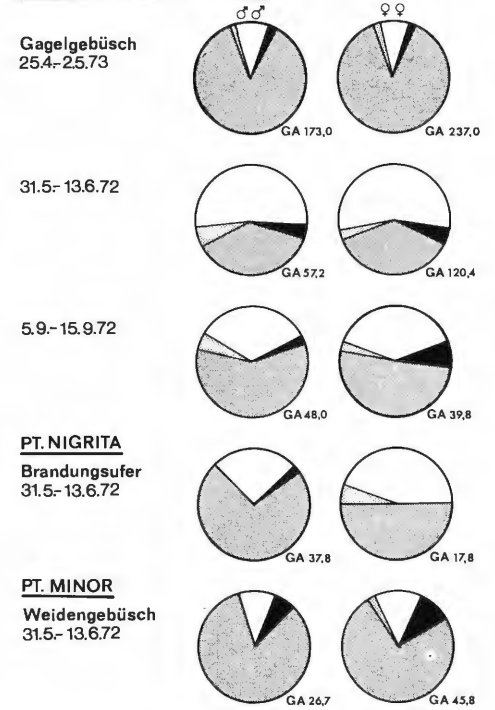 ♂♂ ♀♀
Gagelgebüsch
25.4.-2.5.73
GA 173,0 GA 237,0
31.5.- 13.6.72
GA 57,2 GA 120,4
5.9.-15.9.72
GA 48,0 GA 39,8
PT. NIGRITA
Brandungsufer
31.5.- 13.6.72
GA 37,8 GA 17,8
PT. MINOR
Weidengebüsch
31.5.- 13.6.72
GA 26,7 GA 45,8